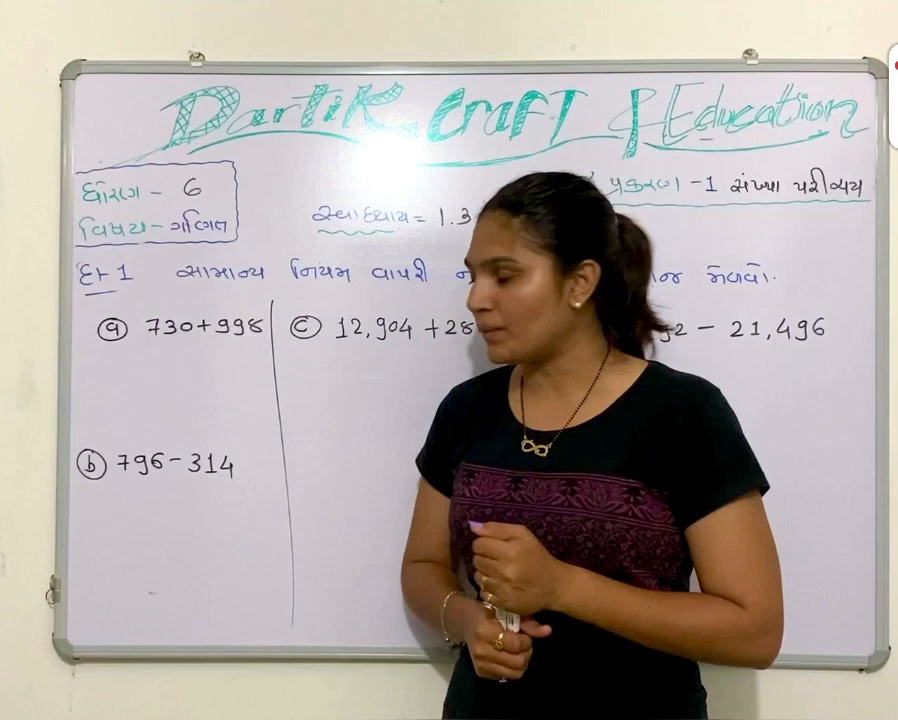 Dartik Craft & Education
ધોરણ - 6
વિષય - ગણિત
પ્રકરણ -1 સંખ્યા પરીચય
સ્વાધ્યાય = 1.3
દા-1 સામાન્ય નિયમ વાપરી મેળવો.
ⓐ 730+998
ⓒ 12,904 +28
- 21,496
ⓑ 796-314